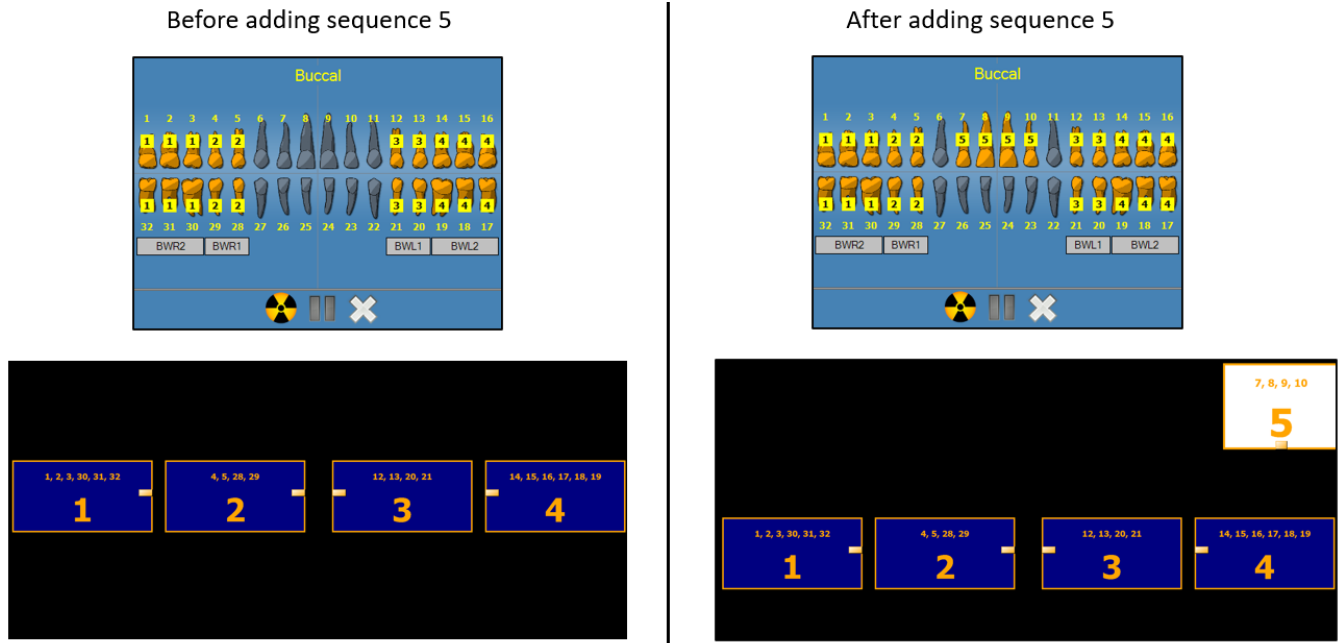 Before adding sequence 5
Buccal
1 2 3 4 5 6 7 8 9 10 11 12 13 14 15 16
1 1 1 2 2 3 3 4 4 4
1 1 1 2 2 3 3 4 4 4
32 31 30 29 28 27 26 25 24 23 22 21 20 19 18 17
BWR2 BWR1 BWL1 BWL2
1, 2, 3, 30, 31, 32 4, 5, 28, 29 12, 13, 20, 21 14, 15, 16, 17, 18, 19
1 2 3 4
After adding sequence 5
Buccal
1 2 3 4 5 6 7 8 9 10 11 12 13 14 15 16
1 1 1 2 2 5 5 5 5 3 3 4 4 4
1 1 1 2 2 3 3 4 4 4
32 31 30 29 28 27 26 25 24 23 22 21 20 19 18 17
BWR2 BWR1 BWL1 BWL2
7, 8, 9, 10
5
1, 2, 3, 30, 31, 32 4, 5, 28, 29 12, 13, 20, 21 14, 15, 16, 17, 18, 19
1 2 3 4